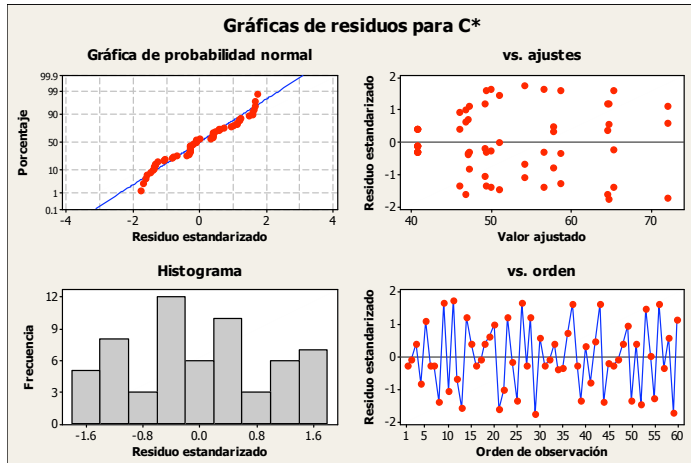 Gráficas de residuos para C*
Gráfica de probabilidad normal
99.9
99
90
50
10
1
0.1
Porcentaje
-4 -2 0 2 4
Residuo estandarizado
vs. ajustes
2
1
0
-1
-2
Residuo estandarizado
40 50 60 70
Valor ajustado
Histograma
12
9
6
3
0
Frecuencia
-1.6 -0.8 0.0 0.8 1.6
Residuo estandarizado
vs. orden
2
1
0
-1
-2
Residuo estandarizado
1 5 10 15 20 25 30 35 40 45 50 55 60
Orden de observación